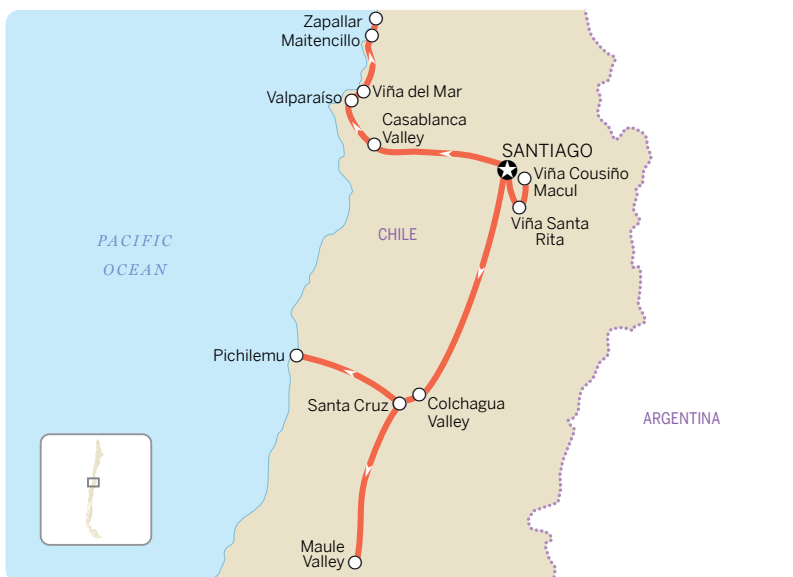 Zapallar
Maitencillo
Viña del Mar
Valparaíso
Casablanca
Valley
SANTIAGO
Viña Cousiño
Macul
Viña Santa
Rita
CHILE
PACIFIC
OCEAN
Pichilemu
Santa Cruz
Colchagua
Valley
ARGENTINA
Maule
Valley